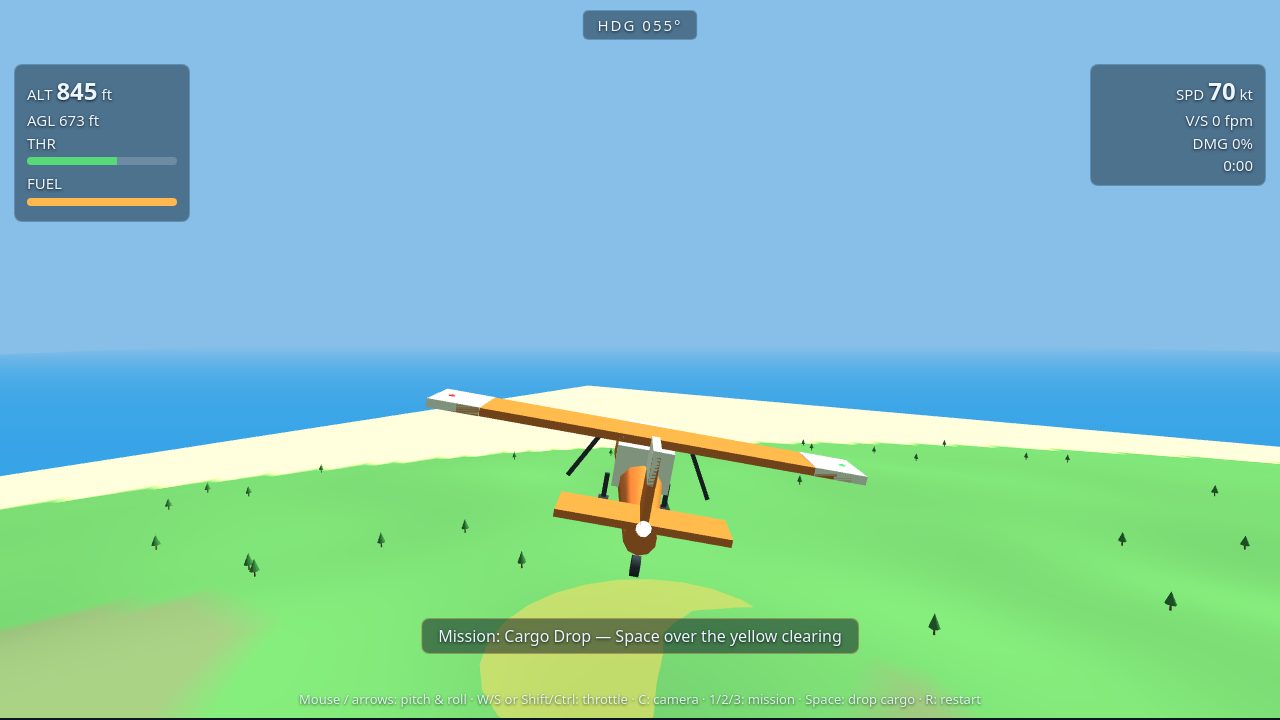 HDG 055°
ALT 845 ft
AGL 673 ft
THR
FUEL
SPD 70 kt
V/S 0 fpm
DMG 0%
0:00
Mission: Cargo Drop — Space over the yellow clearing
Mouse / arrows: pitch & roll · W/S or Shift/Ctrl: throttle · C: camera · 1/2/3: mission · Space: drop cargo · R: restart